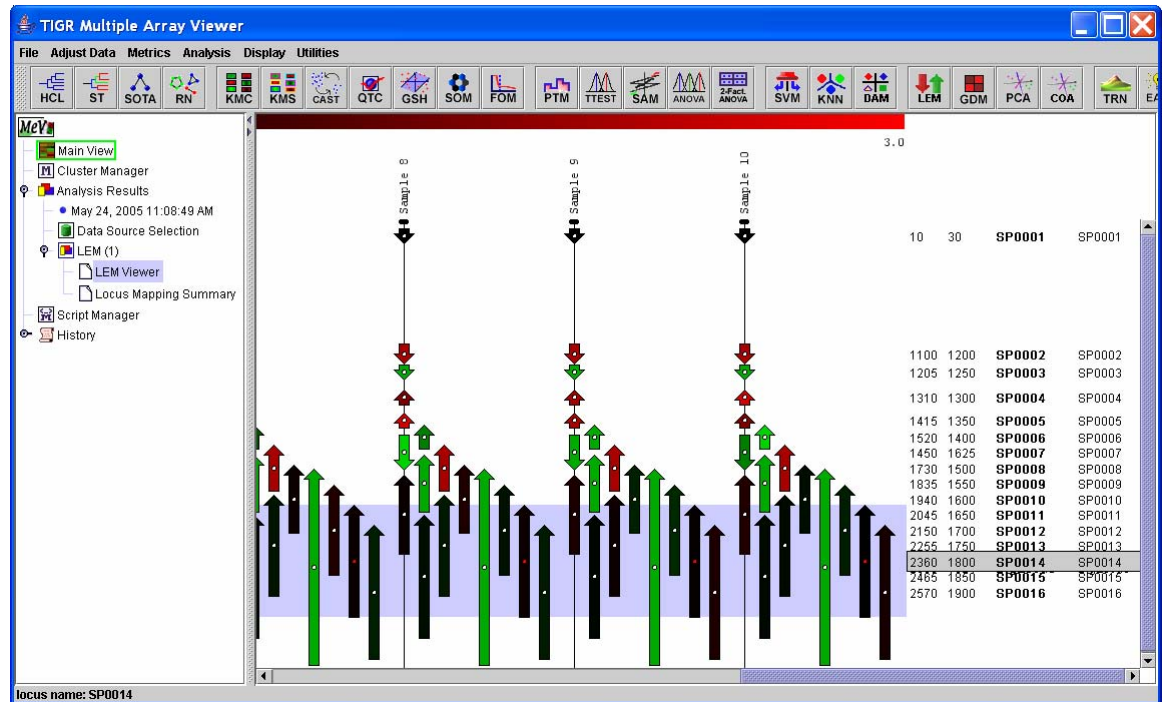 TIGR Multiple Array Viewer
File Adjust Data Metrics Analysis Display Utilities
HCL ST SOTA RN KMC KMS CAST QTC GSH SOM FOM PTM TTEST SAM ANOVA 2-Fact. ANOVA SVM KNN DAM LEM GDM PCA COA TRN EA
MeV
Main View
M Cluster Manager
Analysis Results
May 24, 2005 11:08:49 AM
Data Source Selection
LEM (1)
LEM Viewer
Locus Mapping Summary
Script Manager
History
3.0
Sample 8
Sample 9
Sample 10
10 30 SP0001 SP0001
1100 1200 SP0002 SP0002
1205 1250 SP0003 SP0003
1310 1300 SP0004 SP0004
1415 1350 SP0005 SP0005
1520 1400 SP0006 SP0006
1450 1625 SP0007 SP0007
1730 1500 SP0008 SP0008
1835 1550 SP0009 SP0009
1940 1600 SP0010 SP0010
2045 1650 SP0011 SP0011
2150 1700 SP0012 SP0012
2255 1750 SP0013 SP0013
2360 1800 SP0014 SP0014
2465 1850 SP0015 SP0015
2570 1900 SP0016 SP0016
locus name: SP0014